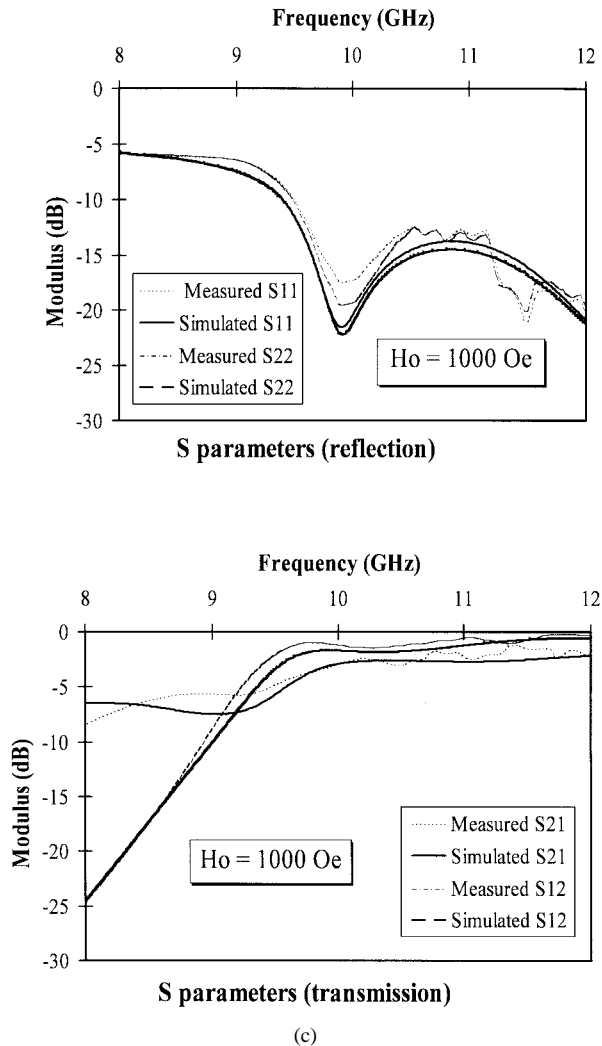 Frequency (GHz)
8 9 10 11 12
0
-5
-10
-15
-20
-25
-30
Modulus (dB)
Measured S11
Simulated S11
Measured S22
Simulated S22
Ho = 1000 Oe
S parameters (reflection)
Frequency (GHz)
8 9 10 11 12
0
-5
-10
-15
-20
-25
-30
Modulus (dB)
Measured S21
Simulated S21
Measured S12
Simulated S12
Ho = 1000 Oe
S parameters (transmission)
(c)